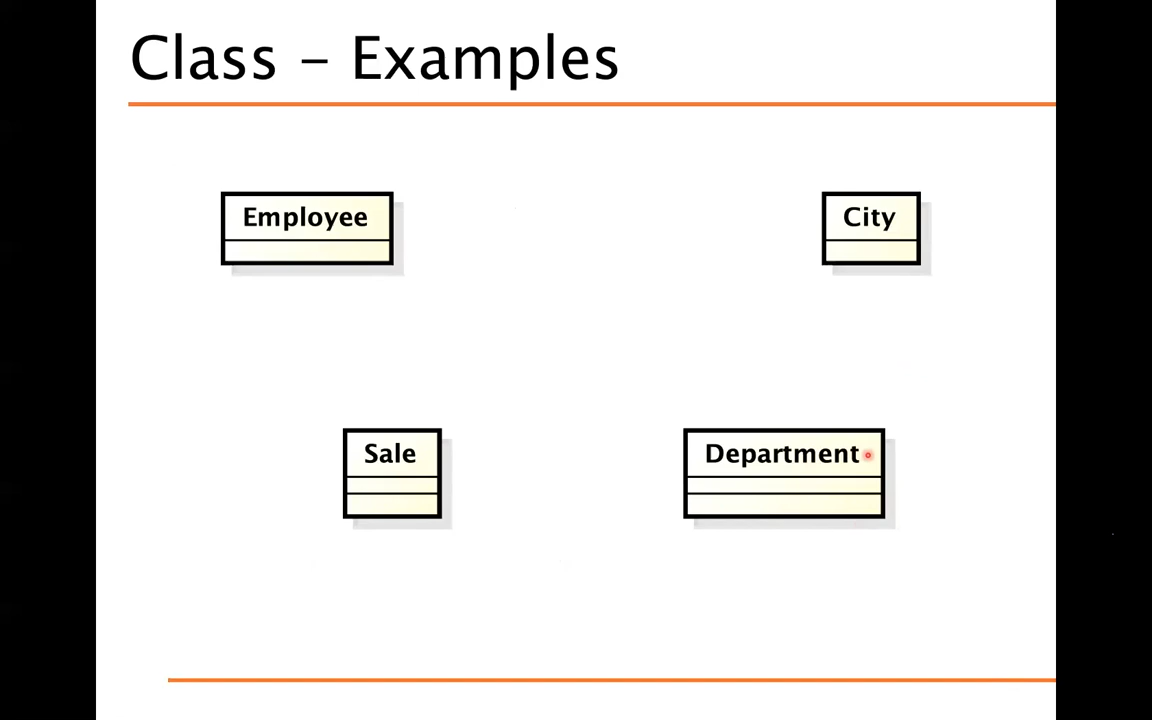 Class – Examples
Employee
City
Sale
Department